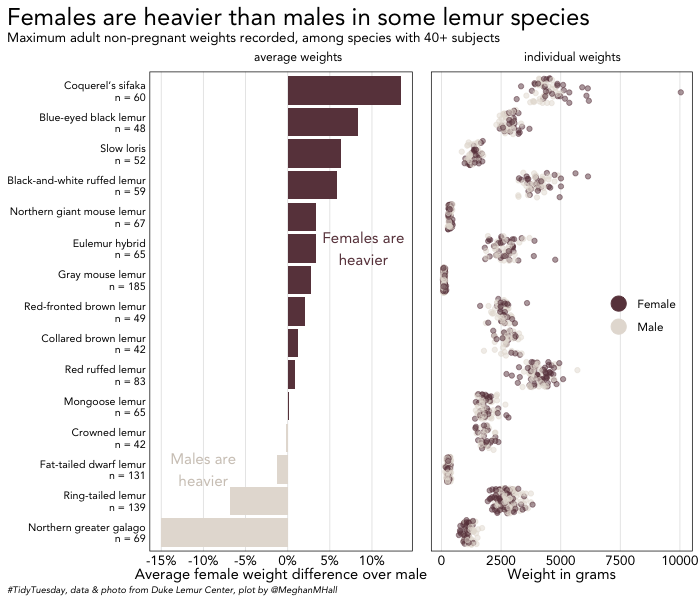 Females are heavier than males in some lemur species
Maximum adult non-pregnant weights recorded, among species with 40+ subjects
average weights
individual weights
Coquerel's sifaka
n = 60
Blue-eyed black lemur
n = 48
Slow loris
n = 52
Black-and-white ruffed lemur
n = 59
Northern giant mouse lemur
n = 67
Eulemur hybrid
n = 65
Gray mouse lemur
n = 185
Red-fronted brown lemur
n = 49
Collared brown lemur
n = 42
Red ruffed lemur
n = 83
Mongoose lemur
n = 65
Crowned lemur
n = 42
Fat-tailed dwarf lemur
n = 131
Ring-tailed lemur
n = 139
Northern greater galago
n = 69
Females are
heavier
Males are
heavier
Female
Male
-15% -10% -5% 0% 5% 10%
Average female weight difference over male
0 2500 5000 7500 10000
Weight in grams
#TidyTuesday, data & photo from Duke Lemur Center, plot by @MeghanMHall